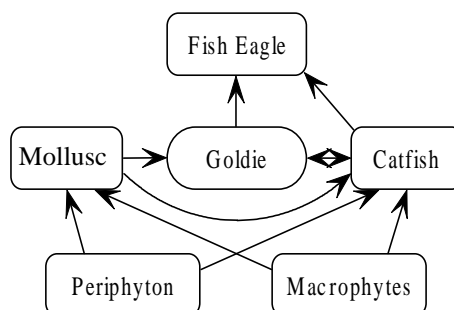 Fish Eagle
Mollusc
Goldie
Catfish
Periphyton
Macrophytes